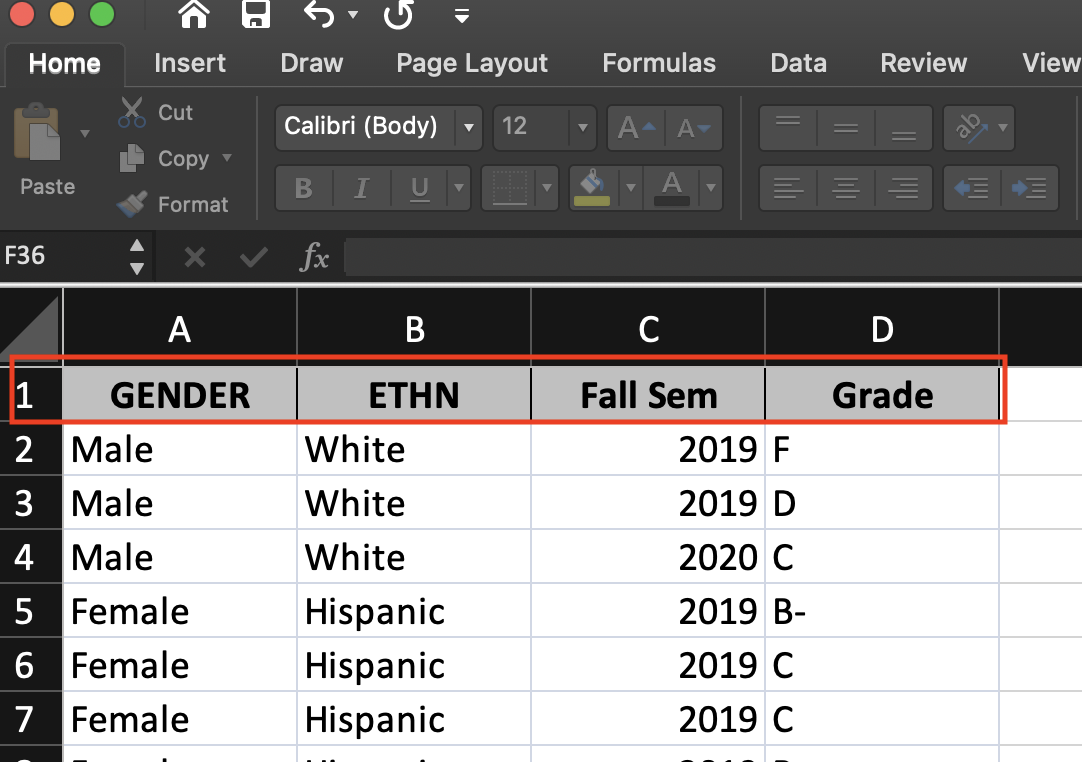 Home Insert Draw Page Layout Formulas Data Review View
Paste
Cut
Copy
Format
Calibri (Body) 12 A A ab
B I U A
F36 fx
A B C D
1 GENDER ETHN Fall Sem Grade
2 Male White 2019 F
3 Male White 2019 D
4 Male White 2020 C
5 Female Hispanic 2019 B-
6 Female Hispanic 2019 C
7 Female Hispanic 2019 C